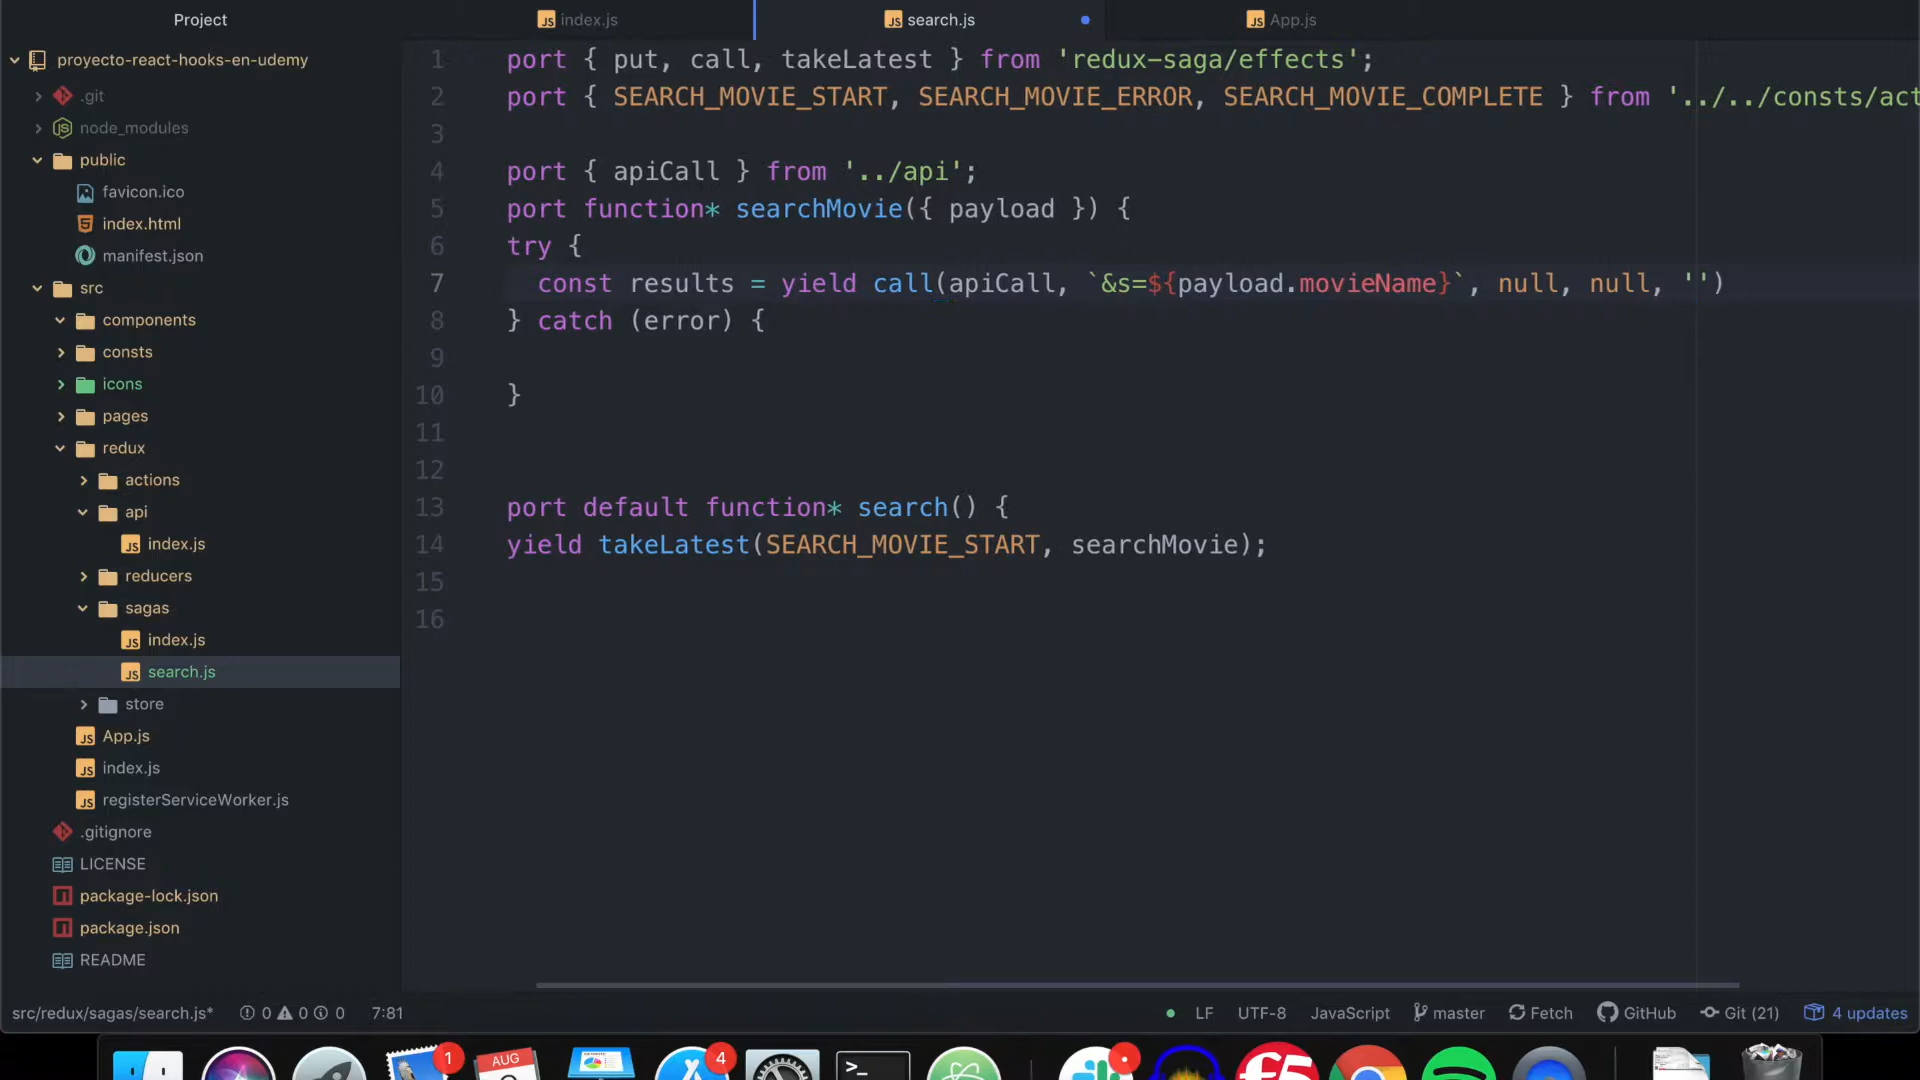 Project
index.js
search.js
App.js
proyecto-react-hooks-en-udemy
.git
node_modules
public
favicon.ico
index.html
manifest.json
src
components
consts
icons
pages
redux
actions
api
index.js
reducers
sagas
index.js
search.js
store
App.js
index.js
registerServiceWorker.js
.gitignore
LICENSE
package-lock.json
package.json
README
1 port { put, call, takeLatest } from 'redux-saga/effects';
2 port { SEARCH_MOVIE_START, SEARCH_MOVIE_ERROR, SEARCH_MOVIE_COMPLETE } from '../../consts/act
3
4 port { apiCall } from '../api';
5 port function* searchMovie({ payload }) {
6 try {
7 const results = yield call(apiCall, `&s=${payload.movieName}`, null, null, '')
8 } catch (error) {
9
10 }
11
12
13 port default function* search() {
14 yield takeLatest(SEARCH_MOVIE_START, searchMovie);
15
16
src/redux/sagas/search.js* 0 0 0 7:81 LF UTF-8 JavaScript master Fetch GitHub Git (21) 4 updates
1
AUG
4
>_